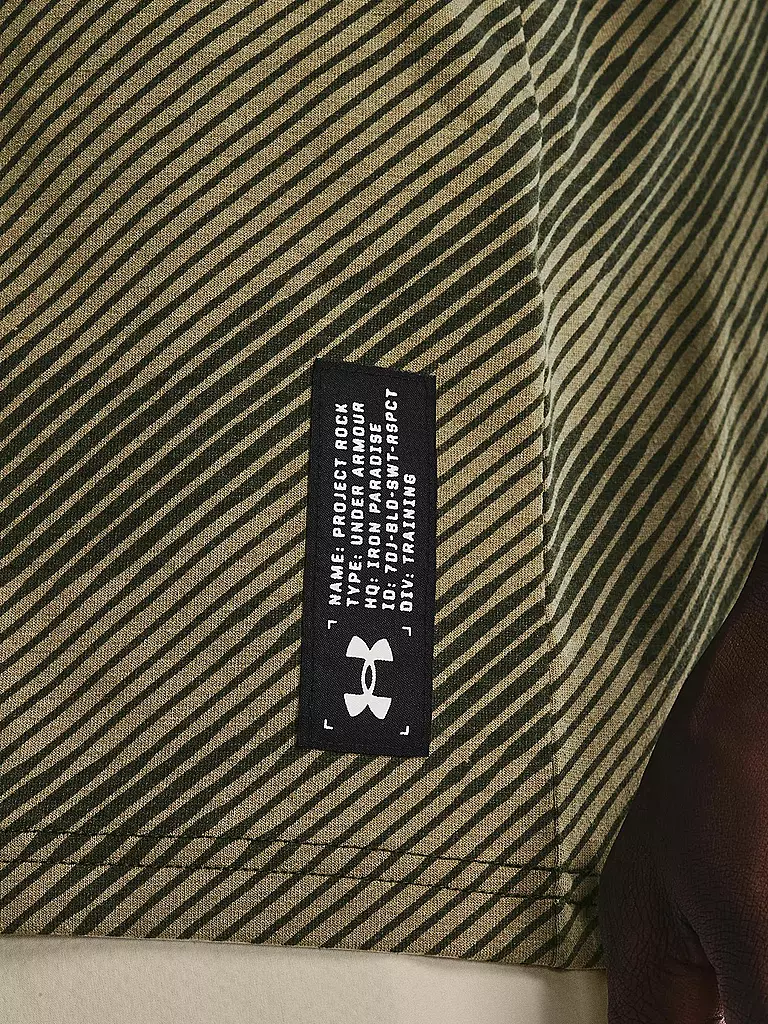 NAME: PROJECT ROCK
TYPE: UNDER ARMOUR
HQ: IRON PARADISE
ID: 7DJ-BLD-SWT-RSPCT
DIV: TRAINING